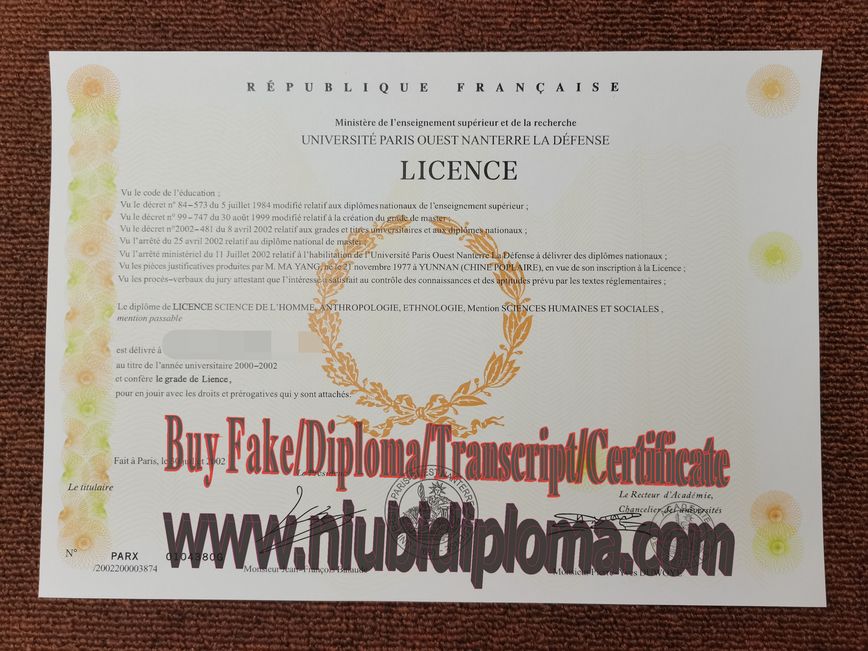 RÉPUBLIQUE FRANÇAISE
Ministère de l'enseignement supérieur et de la recherche
UNIVERSITÉ PARIS OUEST NANTERRE LA DÉFENSE
LICENCE
Vu le code de l'éducation ;
Vu le décret n° 84-573 du 5 juillet 1984 modifié relatif aux diplômes nationaux de l'enseignement supérieur ;
Vu le décret n° 99-747 du 30 août 1999 modifié relatif à la création du grade de master ;
Vu le décret n°2002-481 du 8 avril 2002 relatif aux grades et titres universitaires et aux diplômes nationaux ;
Vu l'arrêté du 25 avril 2002 relatif au diplôme national de master ;
Vu l'arrêté ministériel du 11 Juillet 2002 relatif à l'habilitation de l'Université Paris Ouest Nanterre La Défense à délivrer des diplômes nationaux ;
Vu les pièces justificatives produites par M. MA YANG, né le 21 novembre 1977 à YUNNAN (CHINE POPULAIRE), en vue de son inscription à la Licence ;
Vu les procès-verbaux du jury attestant que l'intéressé a satisfait au contrôle des connaissances et des aptitudes prévu par les textes réglementaires ;
Le diplôme de LICENCE SCIENCE DE L'HOMME, ANTHROPOLOGIE, ETHNOLOGIE, Mention SCIENCES HUMAINES ET SOCIALES ,
mention passable
est délivré à
au titre de l'année universitaire 2000-2002
et confère le grade de Lience,
pour en jouir avec les droits et prérogatives qui y sont attachés.
Buy Fake/Diploma/Transcript/Certificate
Fait à Paris, le juillet 2002
Le titulaire
Le Recteur d'Académie,
Chancelier des universités
PARIS OUEST NANTERRE
www.niubidiploma.com
N° PARX 0104380G
/2002200003874
Monsieur Jean-François
Monsieur